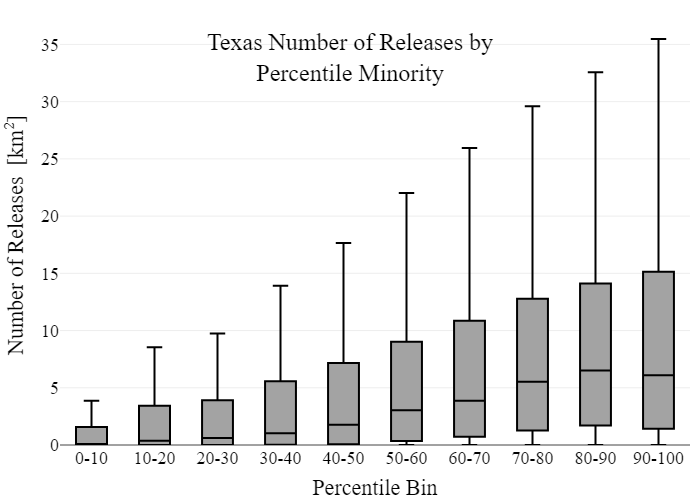 Texas Number of Releases by
Percentile Minority
Number of Releases [km²]
35
30
25
20
15
10
5
0
0-10 10-20 20-30 30-40 40-50 50-60 60-70 70-80 80-90 90-100
Percentile Bin